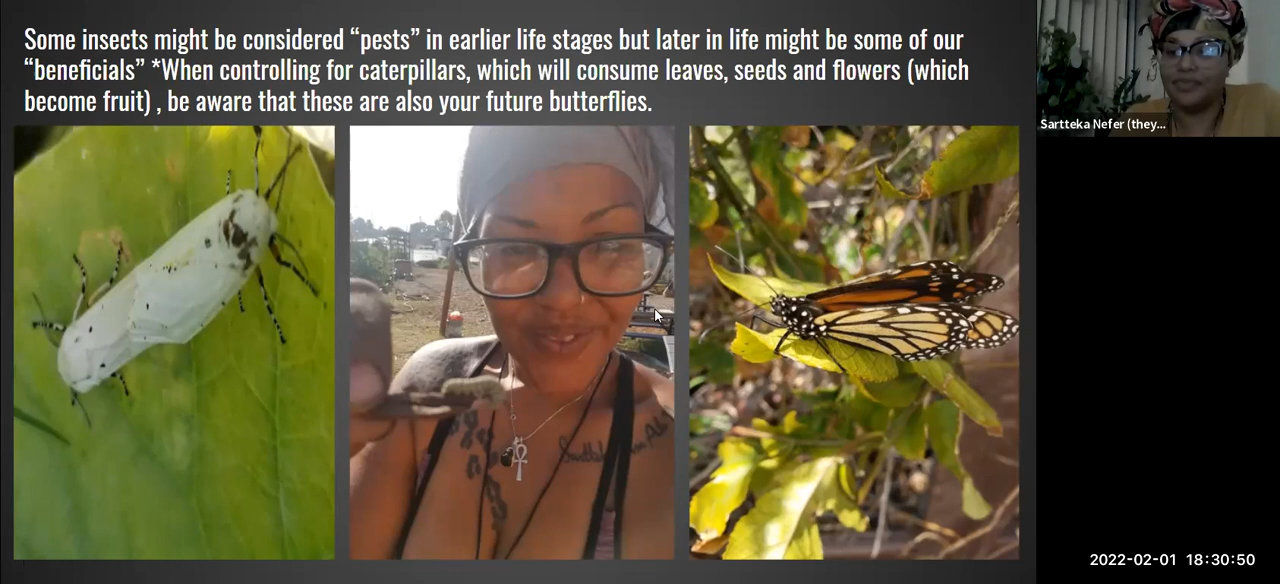 Some insects might be considered “pests” in earlier life stages but later in life might be some of our
“beneficials” *When controlling for caterpillars, which will consume leaves, seeds and flowers (which
become fruit) , be aware that these are also your future butterflies.
Sartteka Nefer (they...
2022-02-01 18:30:50